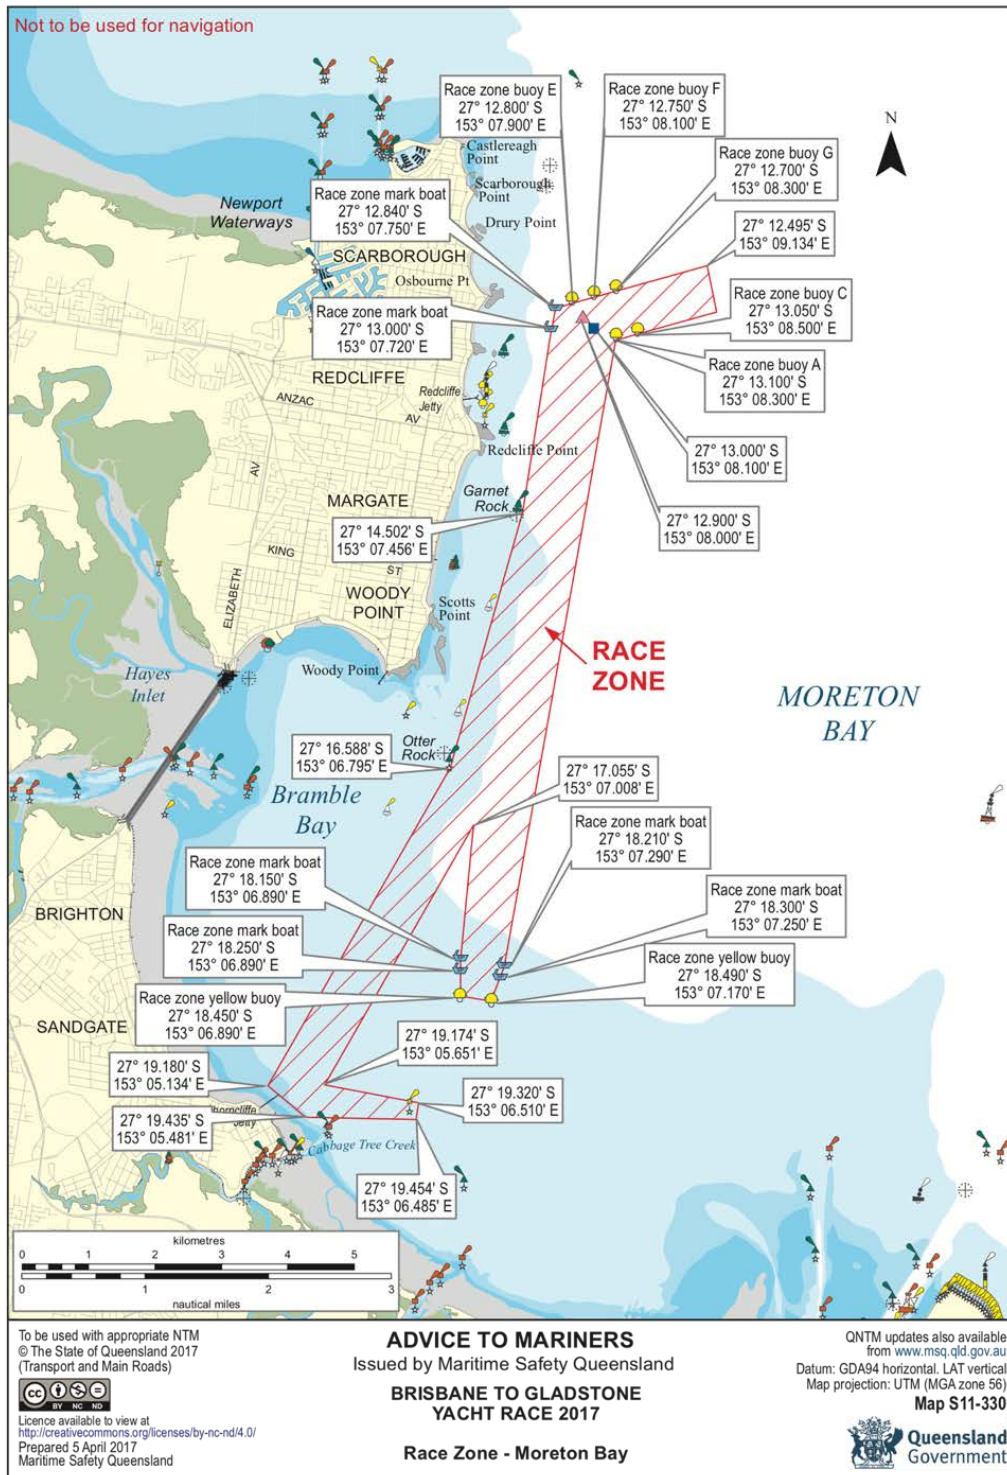 Not to be used for navigation
Race zone buoy E
27° 12.800' S
153° 07.900' E
Race zone buoy F
27° 12.750' S
153° 08.100' E
N
Castlereagh
Point
Race zone buoy G
27° 12.700' S
153° 08.300' E
Scarborough
Point
Race zone mark boat
27° 12.840' S
153° 07.750' E
Newport
Waterways
Drury Point
27° 12.495' S
153° 09.134' E
SCARBOROUGH
Osbourne Pt
Race zone buoy C
27° 13.050' S
153° 08.500' E
Race zone mark boat
27° 13.000' S
153° 07.720' E
Race zone buoy A
27° 13.100' S
153° 08.300' E
REDCLIFFE
Redcliffe
Jetty
ANZAC
AV
27° 13.000' S
153° 08.100' E
Redcliffe Point
AV
MARGATE
Garnet
Rock
27° 12.900' S
153° 08.000' E
27° 14.502' S
153° 07.456' E
KING
ST
WOODY
POINT
ELIZABETH
Scotts
Point
RACE
ZONE
Hayes
Inlet
Woody Point
MORETON
BAY
Otter
Rock
27° 16.588' S
153° 06.795' E
27° 17.055' S
153° 07.008' E
Bramble
Bay
Race zone mark boat
27° 18.210' S
153° 07.290' E
Race zone mark boat
27° 18.150' S
153° 06.890' E
Race zone mark boat
27° 18.300' S
153° 07.250' E
BRIGHTON
Race zone mark boat
27° 18.250' S
153° 06.890' E
Race zone yellow buoy
27° 18.490' S
153° 07.170' E
Race zone yellow buoy
27° 18.450' S
153° 06.890' E
SANDGATE
27° 19.174' S
153° 05.651' E
27° 19.180' S
153° 05.134' E
27° 19.320' S
153° 06.510' E
Jetty
27° 19.435' S
153° 05.481' E
Cabbage Tree Creek
27° 19.454' S
153° 06.485' E
kilometres
0 1 2 3 4 5
0 1 2 3
nautical miles
To be used with appropriate NTM
© The State of Queensland 2017
(Transport and Main Roads)
cc
BY NC ND
Licence available to view at
http://creativecommons.org/licenses/by-nc-nd/4.0/
Prepared 5 April 2017
Maritime Safety Queensland
ADVICE TO MARINERS
Issued by Maritime Safety Queensland
BRISBANE TO GLADSTONE
YACHT RACE 2017
Race Zone - Moreton Bay
QNTM updates also available
from www.msq.qld.gov.au
Datum: GDA94 horizontal. LAT vertical
Map projection: UTM (MGA zone 56)
Map S11-330
Queensland
Government